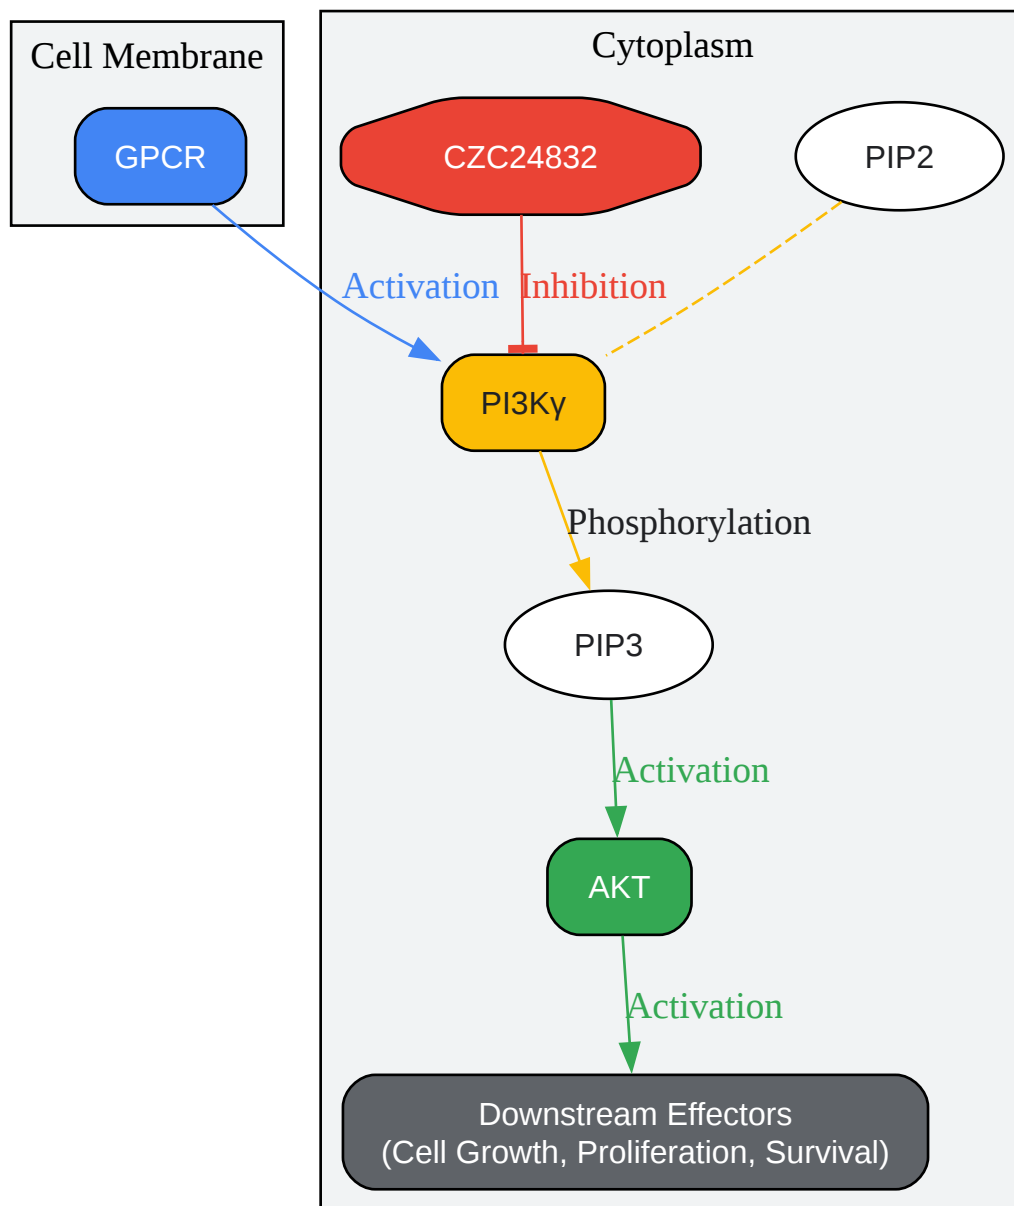 Cell Membrane
Cytoplasm
GPCR
CZC24832
PIP2
Activation
Inhibition
PI3Kγ
Phosphorylation
PIP3
Activation
AKT
Activation
Downstream Effectors
(Cell Growth, Proliferation, Survival)